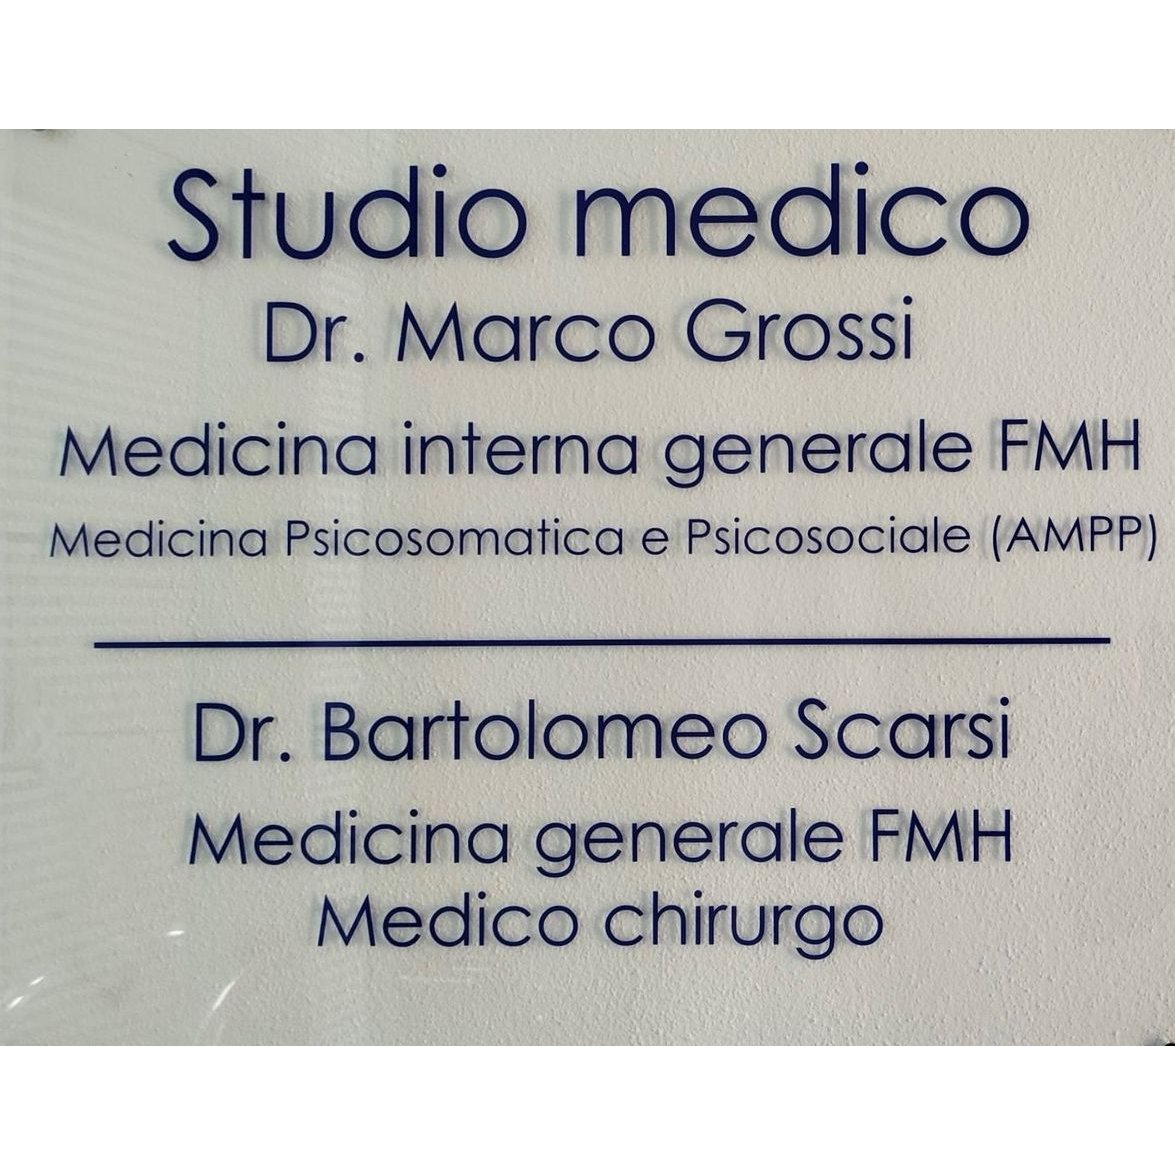 Studio medico
Dr. Marco Grossi
Medicina interna generale FMH
Medicina Psicosomatica e Psicosociale (AMPP)
Dr. Bartolomeo Scarsi
Medicina generale FMH
Medico chirurgo